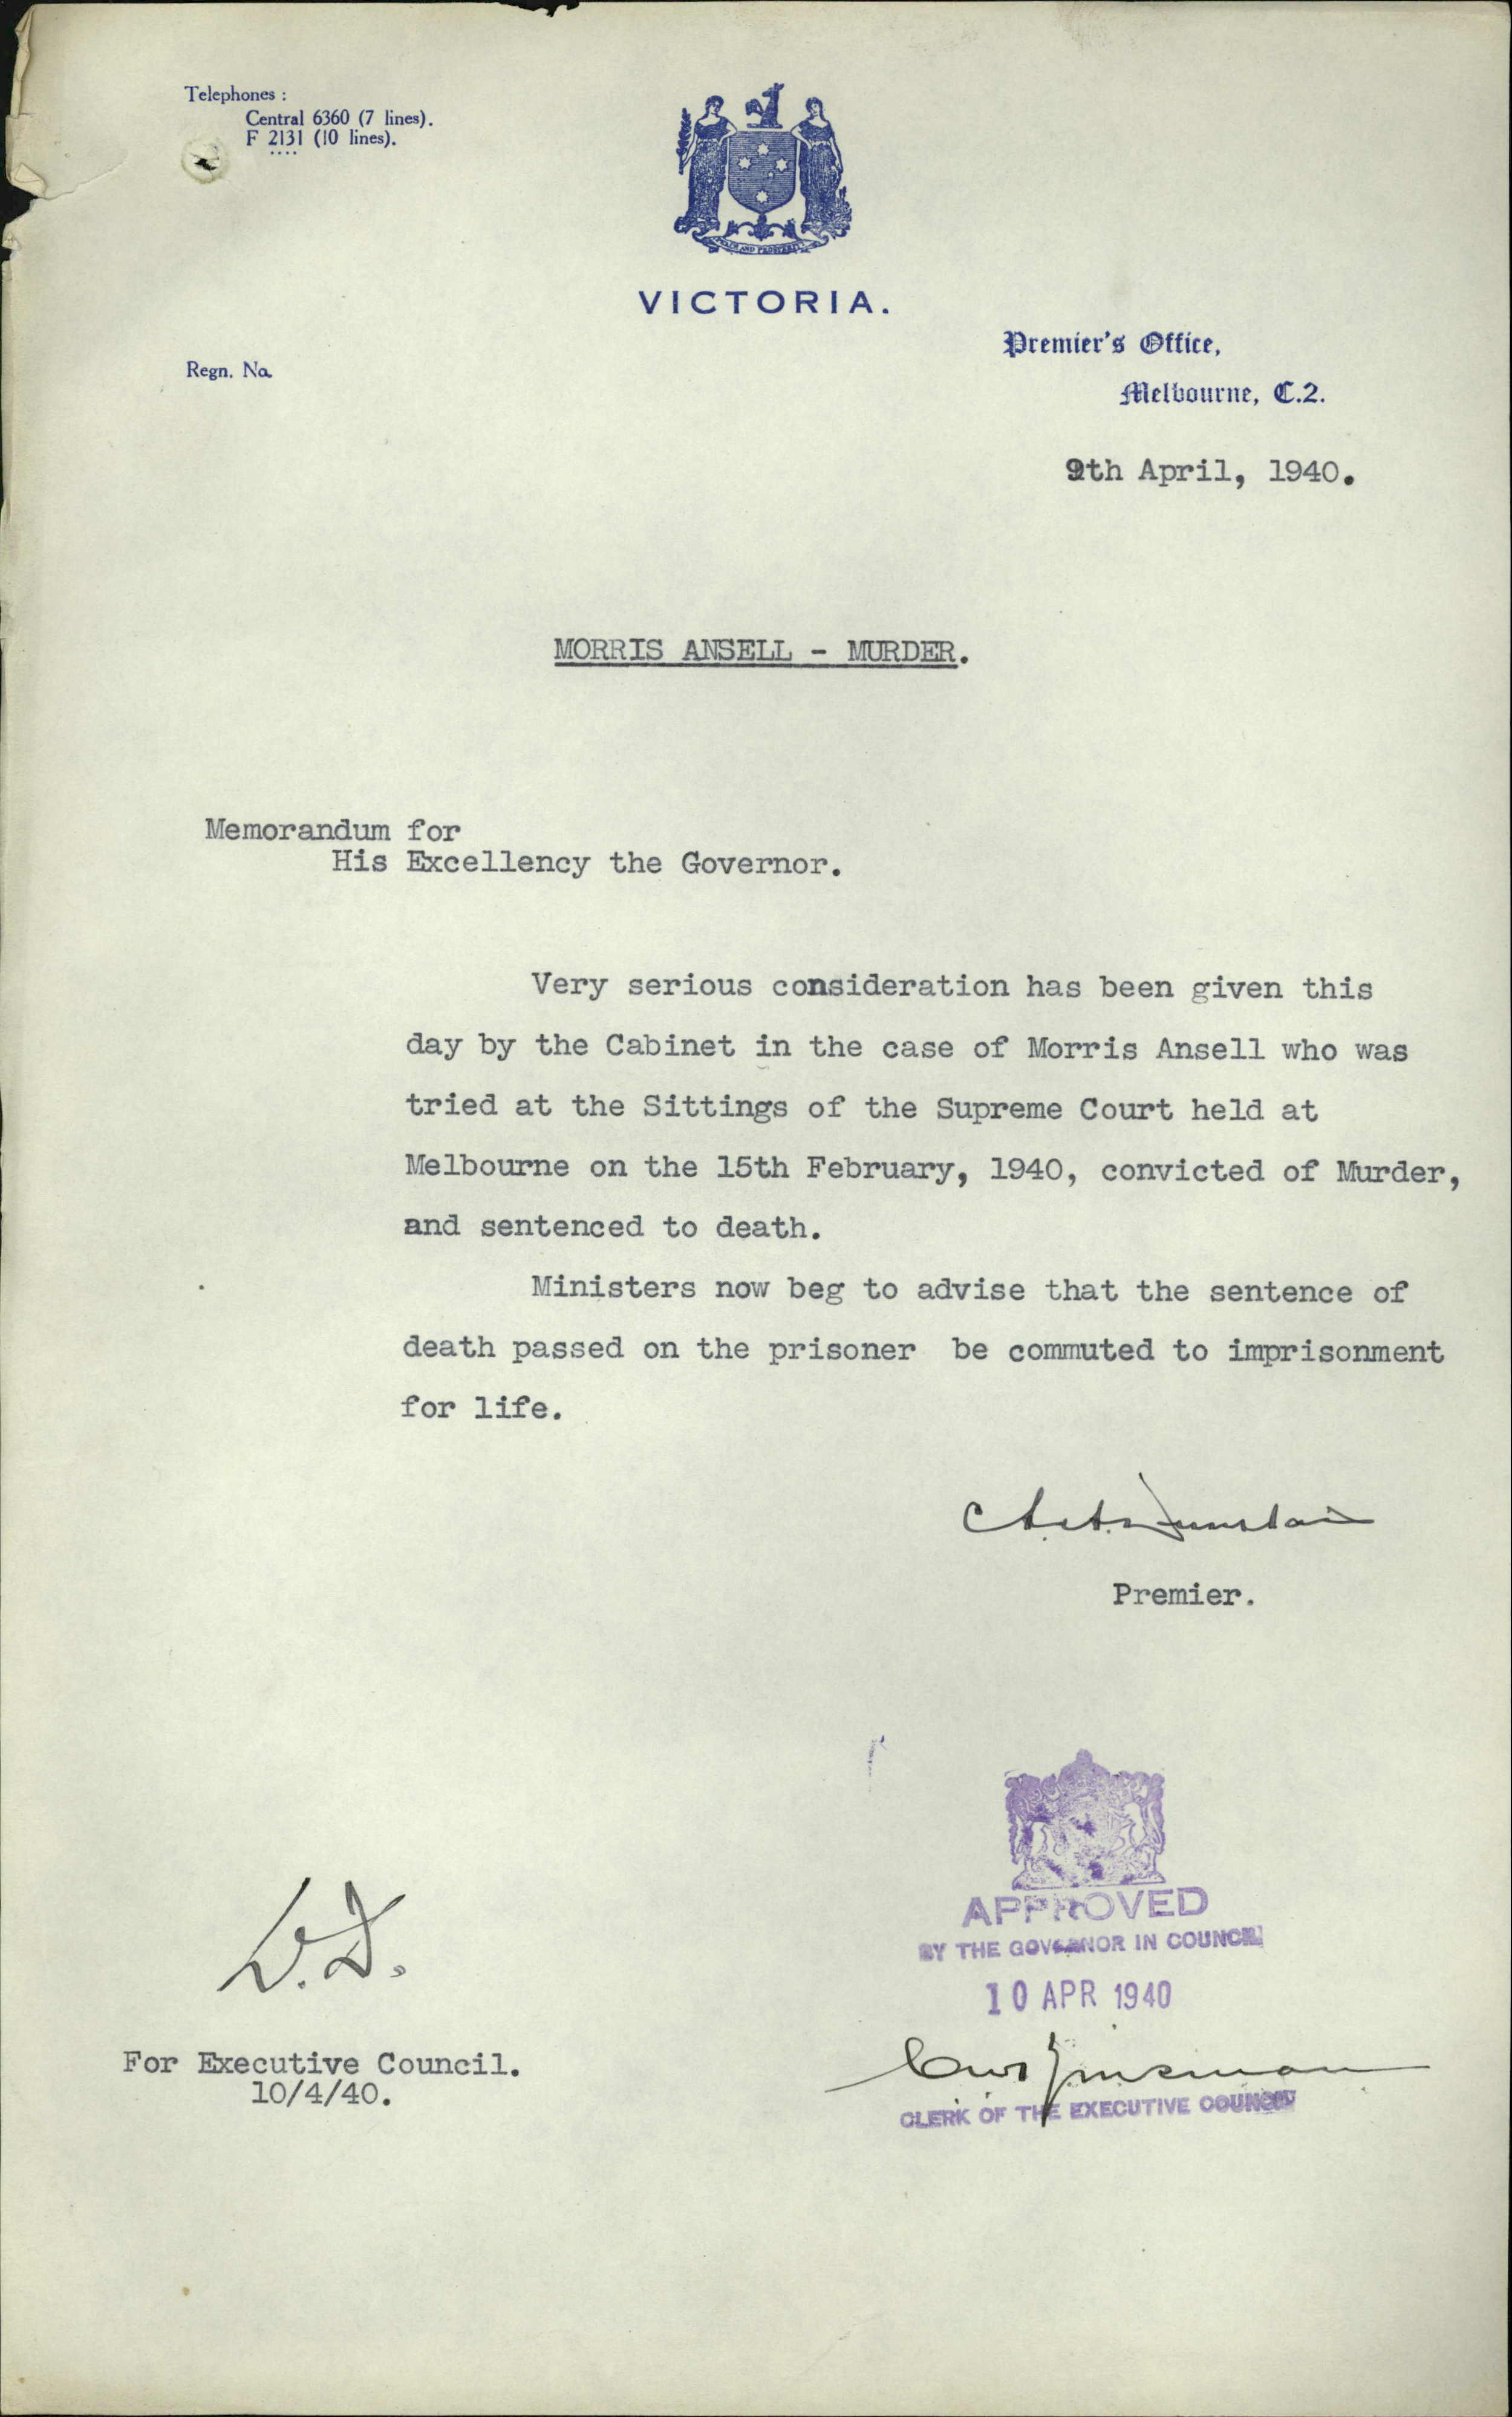 Telephones :
Central 6360 (7 lines).
F 2131 (10 lines).
PEACE AND PROSPERITY
VICTORIA.
Premier's Office,
Regn. No.
Melbourne, C.2.
9th April, 1940.
MORRIS ANSELL - MURDER.
Memorandum for
His Excellency the Governor.
Very serious consideration has been given this
day by the Cabinet in the case of Morris Ansell who was
tried at the Sittings of the Supreme Court held at
Melbourne on the 15th February, 1940, convicted of Murder,
and sentenced to death.
Ministers now beg to advise that the sentence of
death passed on the prisoner be commuted to imprisonment
for life.
Premier.
APPROVED
BY THE GOVERNOR IN COUNCIL
10 APR 1940
For Executive Council.
10/4/40.
CLERK OF THE EXECUTIVE COUNCIL